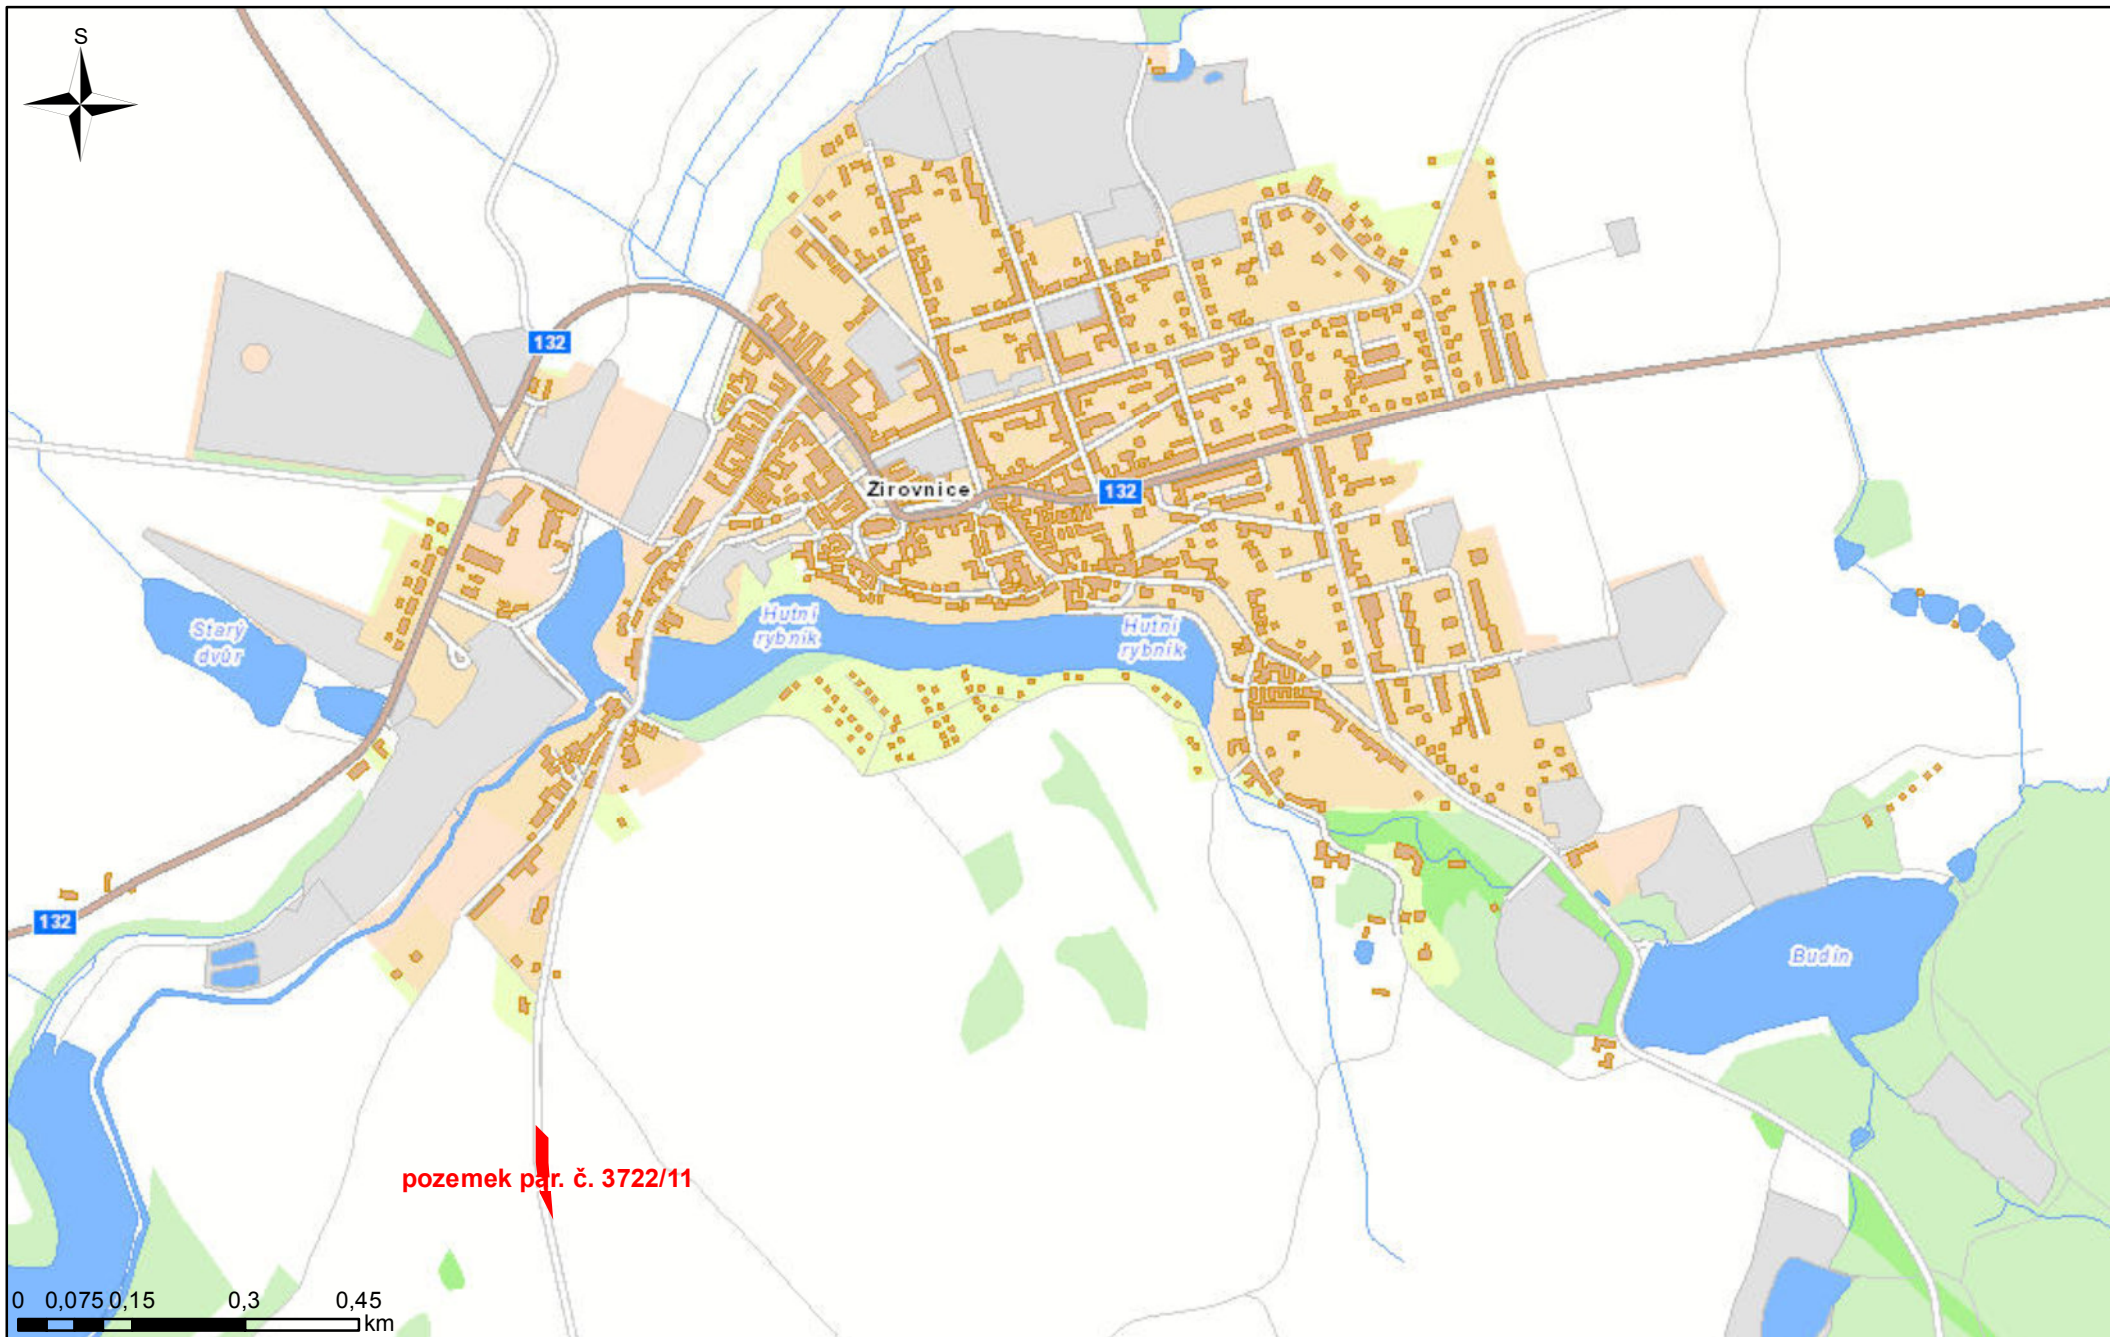 S
132
Žirovnice
132
Hutní
rybník
Hutní
rybník
Starý
dvůr
132
Budín
pozemek par. č. 3722/11
0 0,075 0,15 0,3 0,45
km